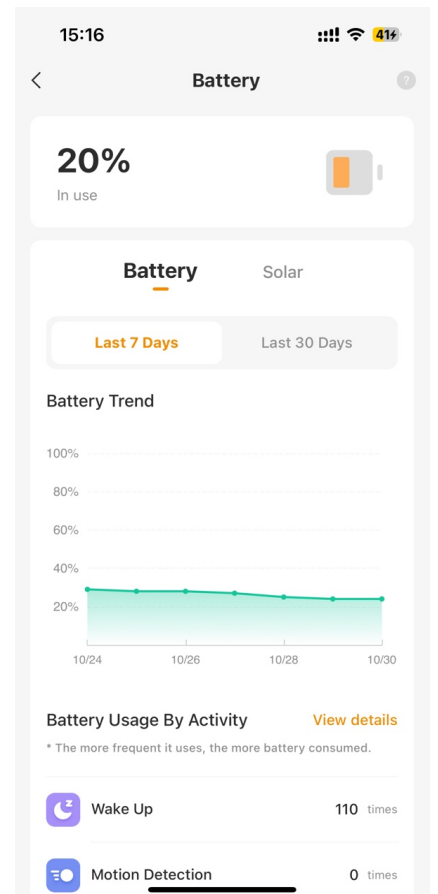 15:16
41
Battery
?
20%
In use
Battery Solar
Last 7 Days Last 30 Days
Battery Trend
100%
80%
60%
40%
20%
10/24 10/26 10/28 10/30
Battery Usage By Activity View details
* The more frequent it uses, the more battery consumed.
Wake Up 110 times
Motion Detection 0 times